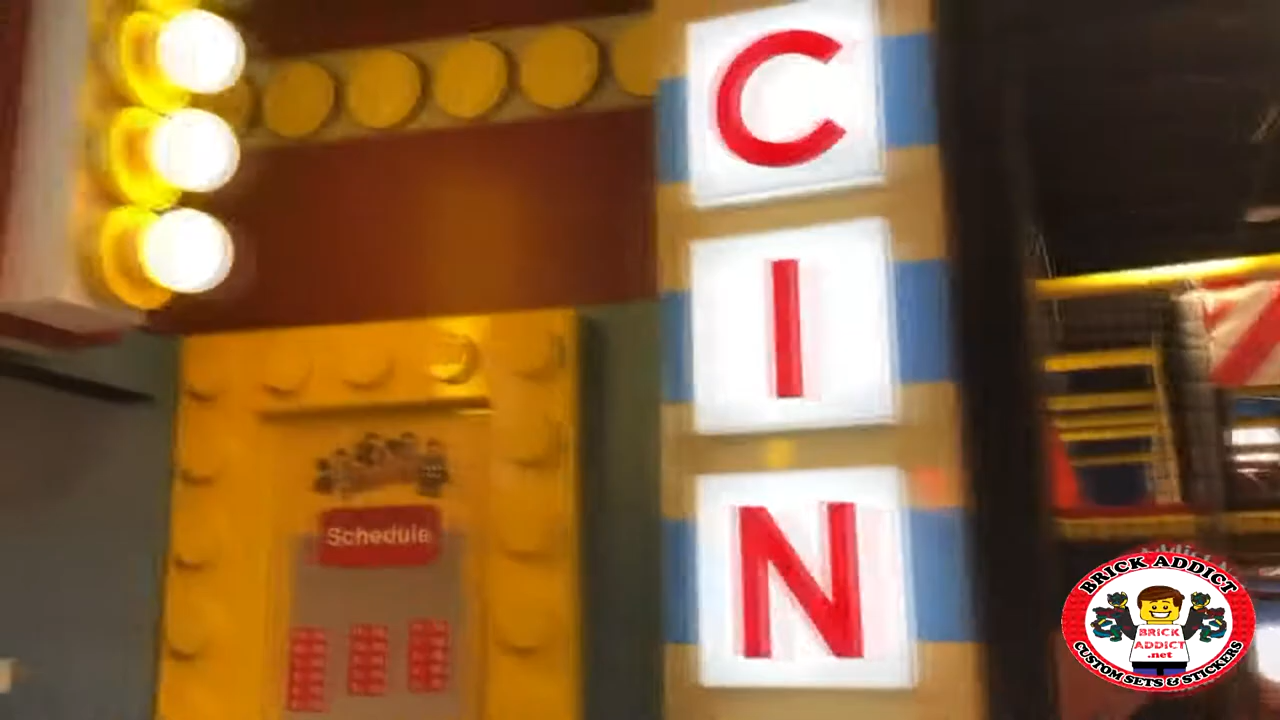 C
I
N
Schedule
BRICK ADDICT
BRICK
ADDICT
.net
CUSTOM SETS & STICKERS